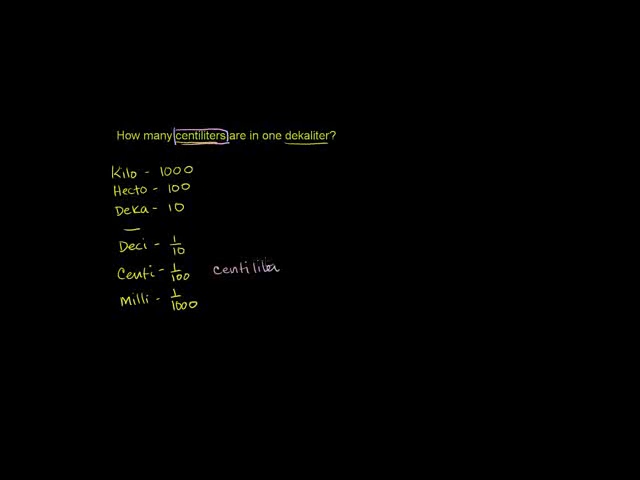 How many centiliters are in one dekaliter?
Kilo - 1000
Hecto - 100
Deka - 10
Deci - 1/10
Centi - 1/100 centilite
Milli - 1/1000